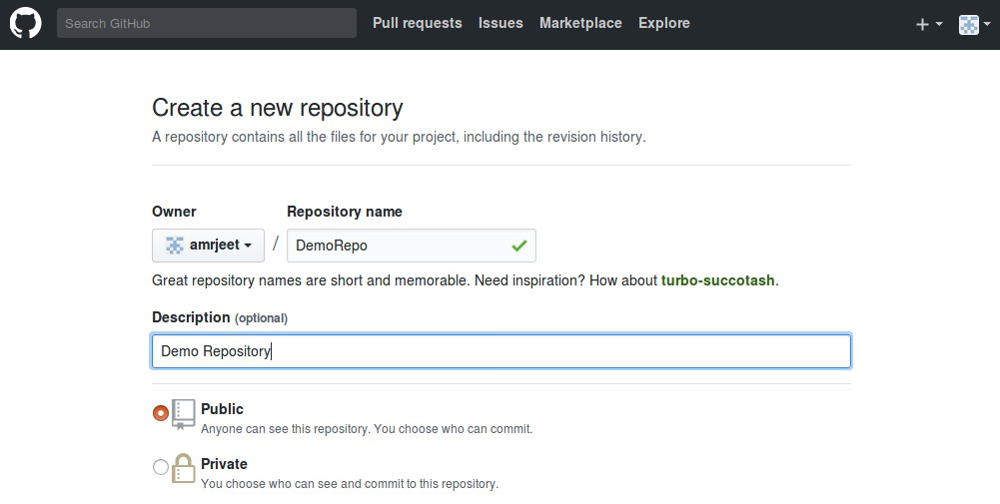 Search GitHub Pull requests Issues Marketplace Explore
Create a new repository
A repository contains all the files for your project, including the revision history.
Owner Repository name
amrjeet / DemoRepo
Great repository names are short and memorable. Need inspiration? How about turbo-succotash.
Description (optional)
Demo Repository
Public
Anyone can see this repository. You choose who can commit.
Private
You choose who can see and commit to this repository.